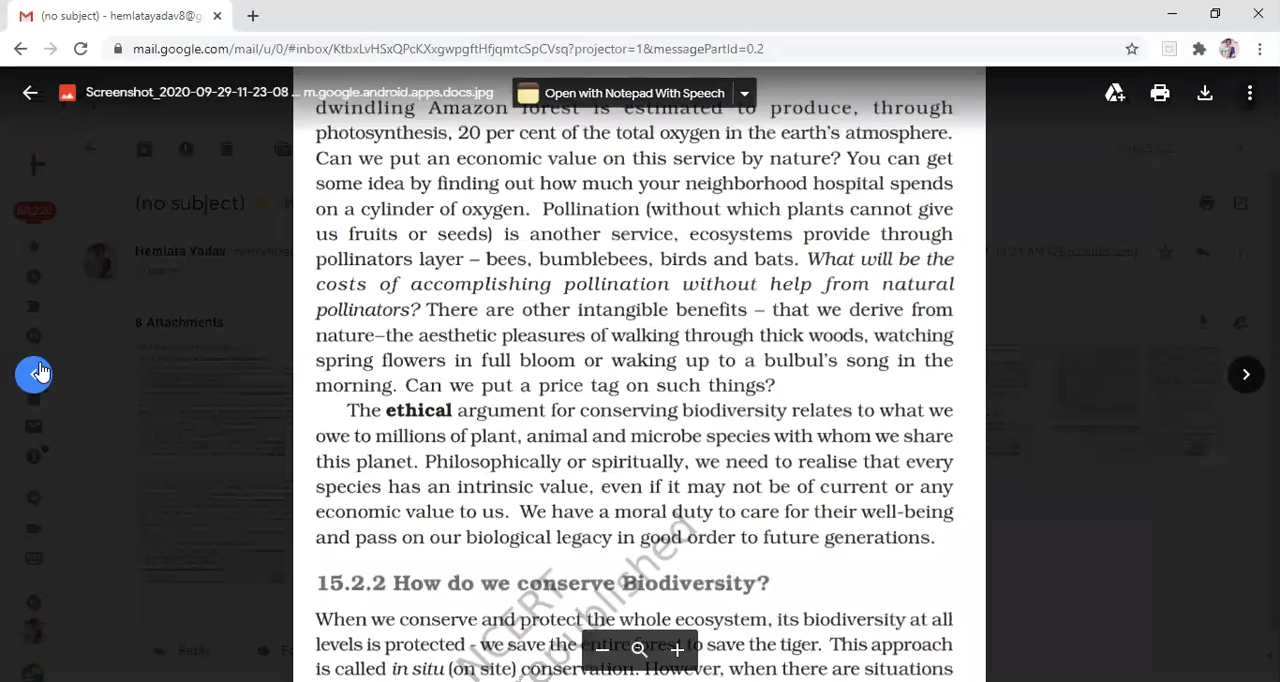 (no subject) - hemlatayadav8@g
mail.google.com/mail/u/0/#inbox/KtbxLvHSxQPcKXxgwpgftHfjqmtcSpCVsq?projector=1&messagePartId=0.2
Screenshot_2020-09-29-11-23-08 ... m.google.android.apps.docs.jpg
Open with Notepad With Speech
dwindling Amazon forest is estimated to produce, through
photosynthesis, 20 per cent of the total oxygen in the earth's atmosphere.
Can we put an economic value on this service by nature? You can get
some idea by finding out how much your neighborhood hospital spends
on a cylinder of oxygen. Pollination (without which plants cannot give
us fruits or seeds) is another service, ecosystems provide through
pollinators layer – bees, bumblebees, birds and bats. What will be the
costs of accomplishing pollination without help from natural
pollinators? There are other intangible benefits – that we derive from
nature–the aesthetic pleasures of walking through thick woods, watching
spring flowers in full bloom or waking up to a bulbul's song in the
morning. Can we put a price tag on such things?
The ethical argument for conserving biodiversity relates to what we
owe to millions of plant, animal and microbe species with whom we share
this planet. Philosophically or spiritually, we need to realise that every
species has an intrinsic value, even if it may not be of current or any
economic value to us. We have a moral duty to care for their well-being
and pass on our biological legacy in good order to future generations.
15.2.2 How do we conserve Biodiversity?
When we conserve and protect the whole ecosystem, its biodiversity at all
levels is protected - we save the entire forest to save the tiger. This approach
is called in situ (on site) conservation. However, when there are situations
NCERT
republished
(no subject)
Hemlata Yadav
8 Attachments
Reply